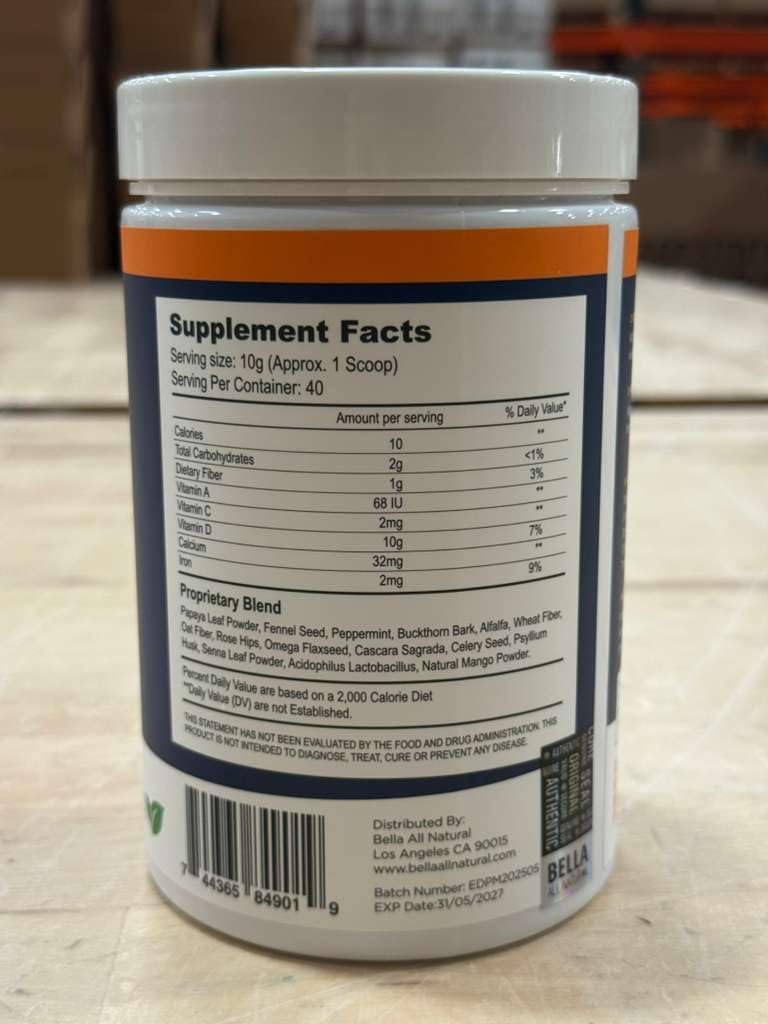 Supplement Facts
Serving size: 10g (Approx. 1 Scoop)
Serving Per Container: 40
Amount per serving % Daily Value*
Calories 10 **
Total Carbohydrates 2g <1%
Dietary Fiber 1g 3%
Vitamin A 68 IU **
Vitamin C 2mg **
Vitamin D 10g 7%
Calcium 32mg **
Iron 2mg 9%
Proprietary Blend
Papaya Leaf Powder, Fennel Seed, Peppermint, Buckthorn Bark, Alfalfa, Wheat Fiber,
Oat Fiber, Rose Hips, Omega Flaxseed, Cascara Sagrada, Celery Seed, Psyllium
Husk, Senna Leaf Powder, Acidophilus Lactobacillus, Natural Mango Powder.
Percent Daily Value are based on a 2,000 Calorie Diet
**Daily Value (DV) are not Established.
THIS STATEMENT HAS NOT BEEN EVALUATED BY THE FOOD AND DRUG ADMINISTRATION. THIS
PRODUCT IS NOT INTENDED TO DIAGNOSE, TREAT, CURE OR PREVENT ANY DISEASE.
7 44365 84901 9
Distributed By:
Bella All Natural
Los Angeles CA 90015
www.bellaallnatural.com
Batch Number: EDPM202505
EXP Date:31/05/2027
ORIGINAL
AUTHENTIC
BELLA
ALL NATURAL